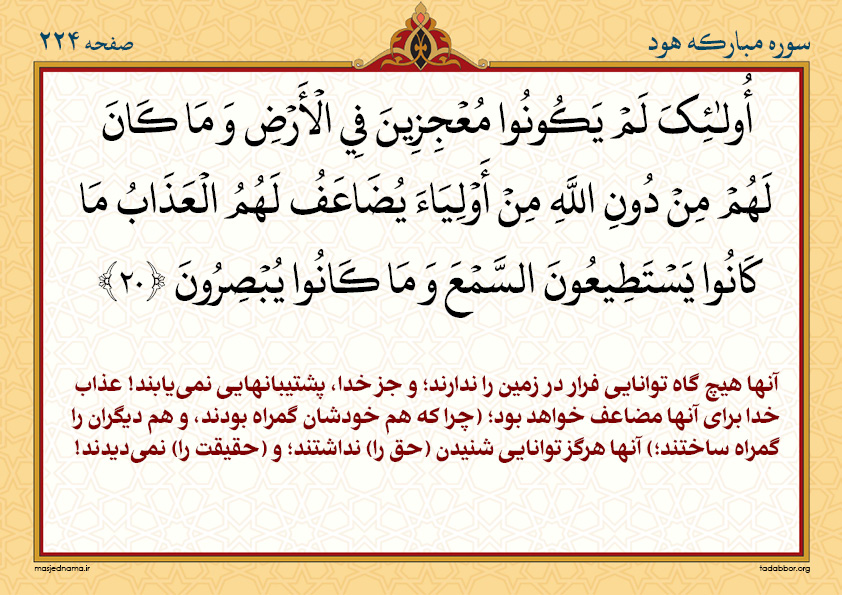 سوره مبارکه هود
صفحه ۲۲۴
أُولَـٰئِکَ لَمْ یَکُونُوا مُعْجِزِینَ فِی الْأَرْضِ وَ مَا کَانَ
لَهُمْ مِنْ دُونِ اللَّهِ مِنْ أَوْلِیَاءَ یُضَاعَفُ لَهُمُ الْعَذَابُ مَا
کَانُوا یَسْتَطِیعُونَ السَّمْعَ وَ مَا کَانُوا یُبْصِرُونَ ﴿۲۰﴾
آنها هیچ گاه توانایی فرار در زمین را ندارند؛ و جز خدا، پشتیبانهایی نمی‌یابند! عذاب
خدا برای آنها مضاعف خواهد بود؛ (چرا که هم خودشان گمراه بودند، و هم دیگران را
گمراه ساختند؛) آنها هرگز توانایی شنیدن (حق را) نداشتند؛ و (حقیقت را) نمی‌دیدند!
masjednama.ir
tadabbor.org